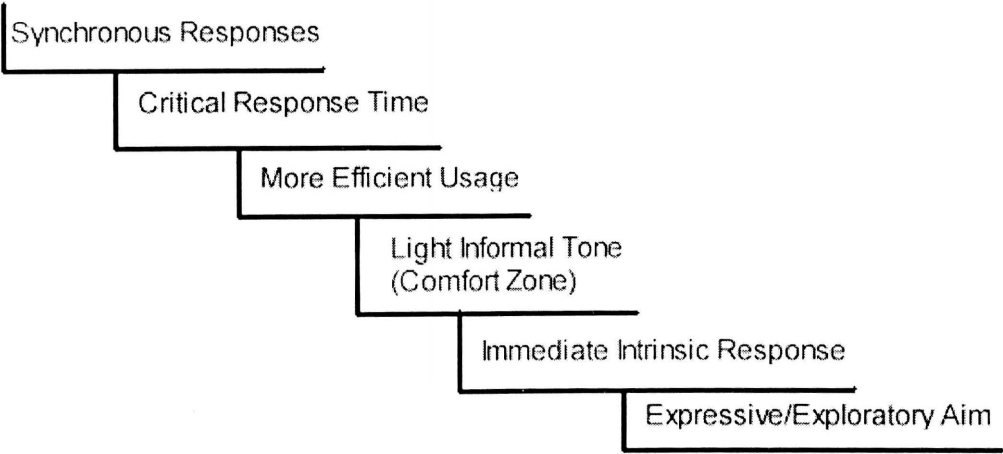 Synchronous Responses
Critical Response Time
More Efficient Usage
Light Informal Tone
(Comfort Zone)
Immediate Intrinsic Response
Expressive/Exploratory Aim